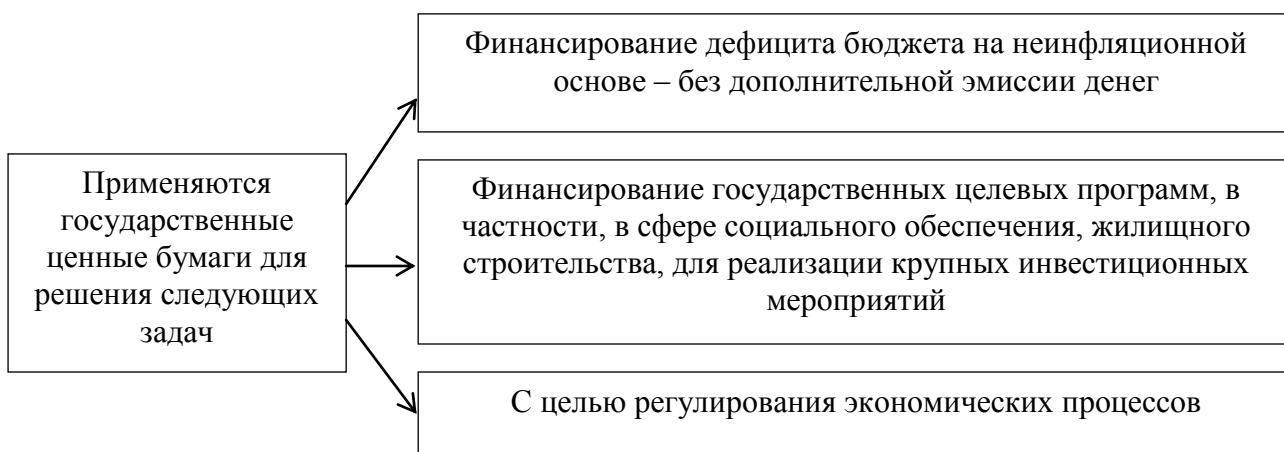 Финансирование дефицита бюджета на неинфляционной
основе – без дополнительной эмиссии денег
Применяются
государственные
ценные бумаги для
решения следующих
задач
Финансирование государственных целевых программ, в
частности, в сфере социального обеспечения, жилищного
строительства, для реализации крупных инвестиционных
мероприятий
С целью регулирования экономических процессов